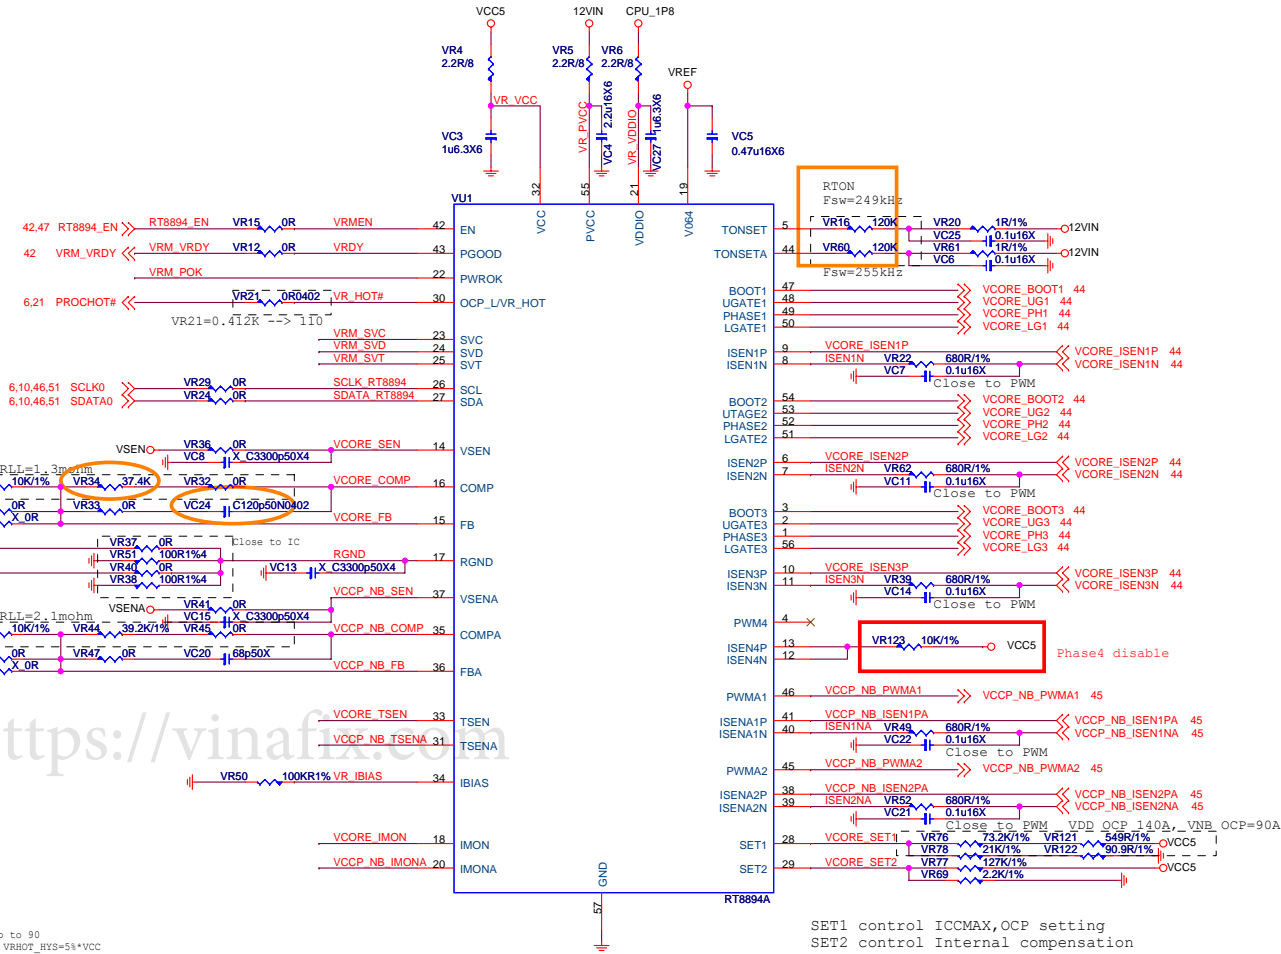 VCC5 12VIN CPU_1P8
VR4 2.2R/8
VR5 2.2R/8
VR6 2.2R/8
VREF
VR_VCC
VC3 1u6.3X6
VR_PVCC
VC4 2.2u16X6
VR_VDDIO
VC27 1u6.3X6
VC5 0.47u16X6
32 55 21 19
VU1
VCC PVCC VDDIO V064
42,47 RT8894_EN RT8894_EN VR15 0R VRMEN 42 EN
42 VRM_VRDY VRM_VRDY VR12 0R VRDY 43 PGOOD
VRM_POK 22 PWROK
6,21 PROCHOT# VR21 0R0402 VR_HOT# 30 OCP_L/VR_HOT
VR21=0.412K --> 110
VRM_SVC 23 SVC
VRM_SVD 24 SVD
VRM_SVT 25 SVT
6,10,46,51 SCLK0 VR29 0R SCLK_RT8894 26 SCL
6,10,46,51 SDATA0 VR24 0R SDATA_RT8894 27 SDA
VSEN VR36 0R VCORE_SEN 14 VSEN
VC8 X_C3300p50X4
RLL=1.3mohm
10K/1% VR34 37.4K VR32 0R VCORE_COMP 16 COMP
0R VR33 0R VC24 C120p50N0402
X_0R VCORE_FB 15 FB
VR37 0R Close to IC
VR51 100R1%4 RGND 17 RGND
VR40 0R VC13 X_C3300p50X4
VR38 100R1%4
VCCP_NB_SEN 37 VSENA
VSENA VR41 0R
VC15 X_C3300p50X4
RLL=2.1mohm
10K/1% VR44 39.2K/1% VR45 0R VCCP_NB_COMP 35 COMPA
0R VR47 0R VC20 68p50X
X_0R VCCP_NB_FB 36 FBA
VCORE_TSEN 33 TSEN
VCCP_NB_TSENA 31 TSENA
ttps://vinafix.com
VR50 100KR1% VR_IBIAS 34 IBIAS
VCORE_IMON 18 IMON
VCCP_NB_IMONA 20 IMONA
GND
57
RT8894A
RTON
Fsw=249kHz
TONSET 5 VR16 120K VR20 1R/1% 12VIN
VC25 0.1u16X
TONSETA 44 VR60 120K VR61 1R/1% 12VIN
VC6 0.1u16X
Fsw=255kHz
BOOT1 47 VCORE_BOOT1 44
UGATE1 48 VCORE_UG1 44
PHASE1 49 VCORE_PH1 44
LGATE1 50 VCORE_LG1 44
ISEN1P 9 VCORE_ISEN1P VCORE_ISEN1P 44
ISEN1N 8 ISEN1N VR22 680R/1% VCORE_ISEN1N 44
VC7 0.1u16X
Close to PWM
BOOT2 54 VCORE_BOOT2 44
UTAGE2 53 VCORE_UG2 44
PHASE2 52 VCORE_PH2 44
LGATE2 51 VCORE_LG2 44
ISEN2P 6 VCORE_ISEN2P VCORE_ISEN2P 44
ISEN2N 7 ISEN2N VR62 680R/1% VCORE_ISEN2N 44
VC11 0.1u16X
Close to PWM
BOOT3 3 VCORE_BOOT3 44
UGATE3 2 VCORE_UG3 44
PHASE3 1 VCORE_PH3 44
LGATE3 56 VCORE_LG3 44
ISEN3P 10 VCORE_ISEN3P VCORE_ISEN3P 44
ISEN3N 11 ISEN3N VR39 680R/1% VCORE_ISEN3N 44
VC14 0.1u16X
Close to PWM
PWM4 4
ISEN4P 13 VR123 10K/1% VCC5
ISEN4N 12
Phase4 disable
PWMA1 46 VCCP_NB_PWMA1 VCCP_NB_PWMA1 45
ISENA1P 41 VCCP_NB_ISEN1PA VCCP_NB_ISEN1PA 45
ISENA1N 40 ISEN1NA VR49 680R/1% VCCP_NB_ISEN1NA 45
VC22 0.1u16X
Close to PWM
PWMA2 45 VCCP_NB_PWMA2 VCCP_NB_PWMA2 45
ISENA2P 38 VCCP_NB_ISEN2PA VCCP_NB_ISEN2PA 45
ISENA2N 39 ISEN2NA VR52 680R/1% VCCP_NB_ISEN2NA 45
VC21 0.1u16X
Close to PWM VDD OCP 140A, VNB OCP=90A
SET1 28 VCORE_SET1 VR76 73.2K/1% VR121 549R/1% VCC5
VR78 21K/1% VR122 90.9R/1%
SET2 29 VCORE_SET2 VR77 127K/1% VCC5
VR69 2.2K/1%
SET1 control ICCMAX,OCP setting
SET2 control Internal compensation
to 90
VRHOT_HYS=5%*VCC